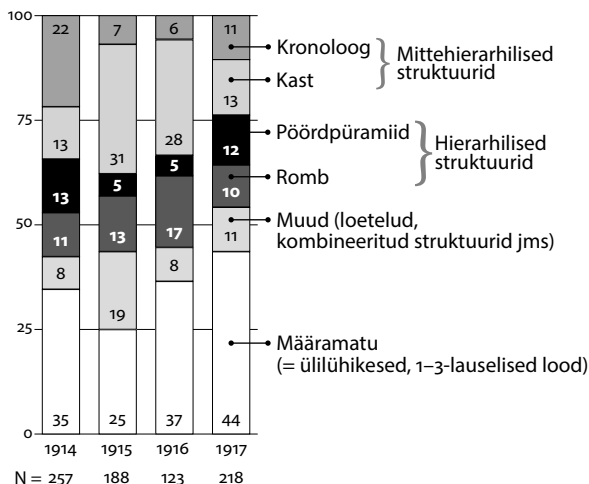 100
22
7
6
11
Kronoloog
Mittehierarhilised
struktuurid
Kast
13
75
13
31
28
Pöördpüramiid
Hierarhilised
struktuurid
12
5
5
13
Romb
10
11
13
17
50
Muud (loetelud,
kombineeritud struktuurid jms)
11
8
19
8
25
Määramatu
(= ülilühikesed, 1–3-lauselised lood)
35
25
37
44
0
1914 1915 1916 1917
N = 257 188 123 218